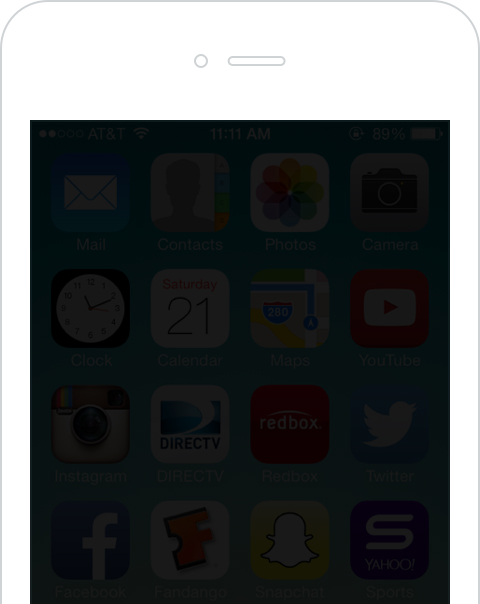 AT&T 11:11 AM 89%
Mail Contacts Photos Camera
Saturday
21
280
Clock Calendar Maps YouTube
redbox.
DIRECTV
Instagram DIRECTV Redbox Twitter
YAHOO!
Facebook Fandango Snapchat Sports